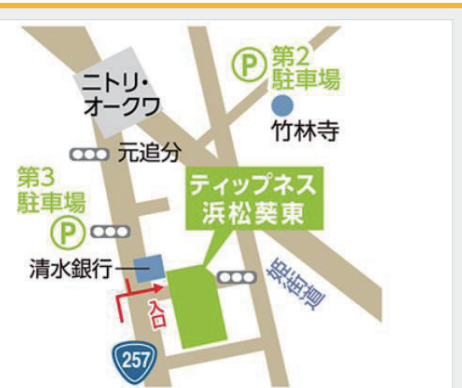 第2
駐車場
P
ニトリ・
オークワ
竹林寺
元追分
第3
駐車場
P
ティップネス
浜松葵東
清水銀行
姫街道
入口
257